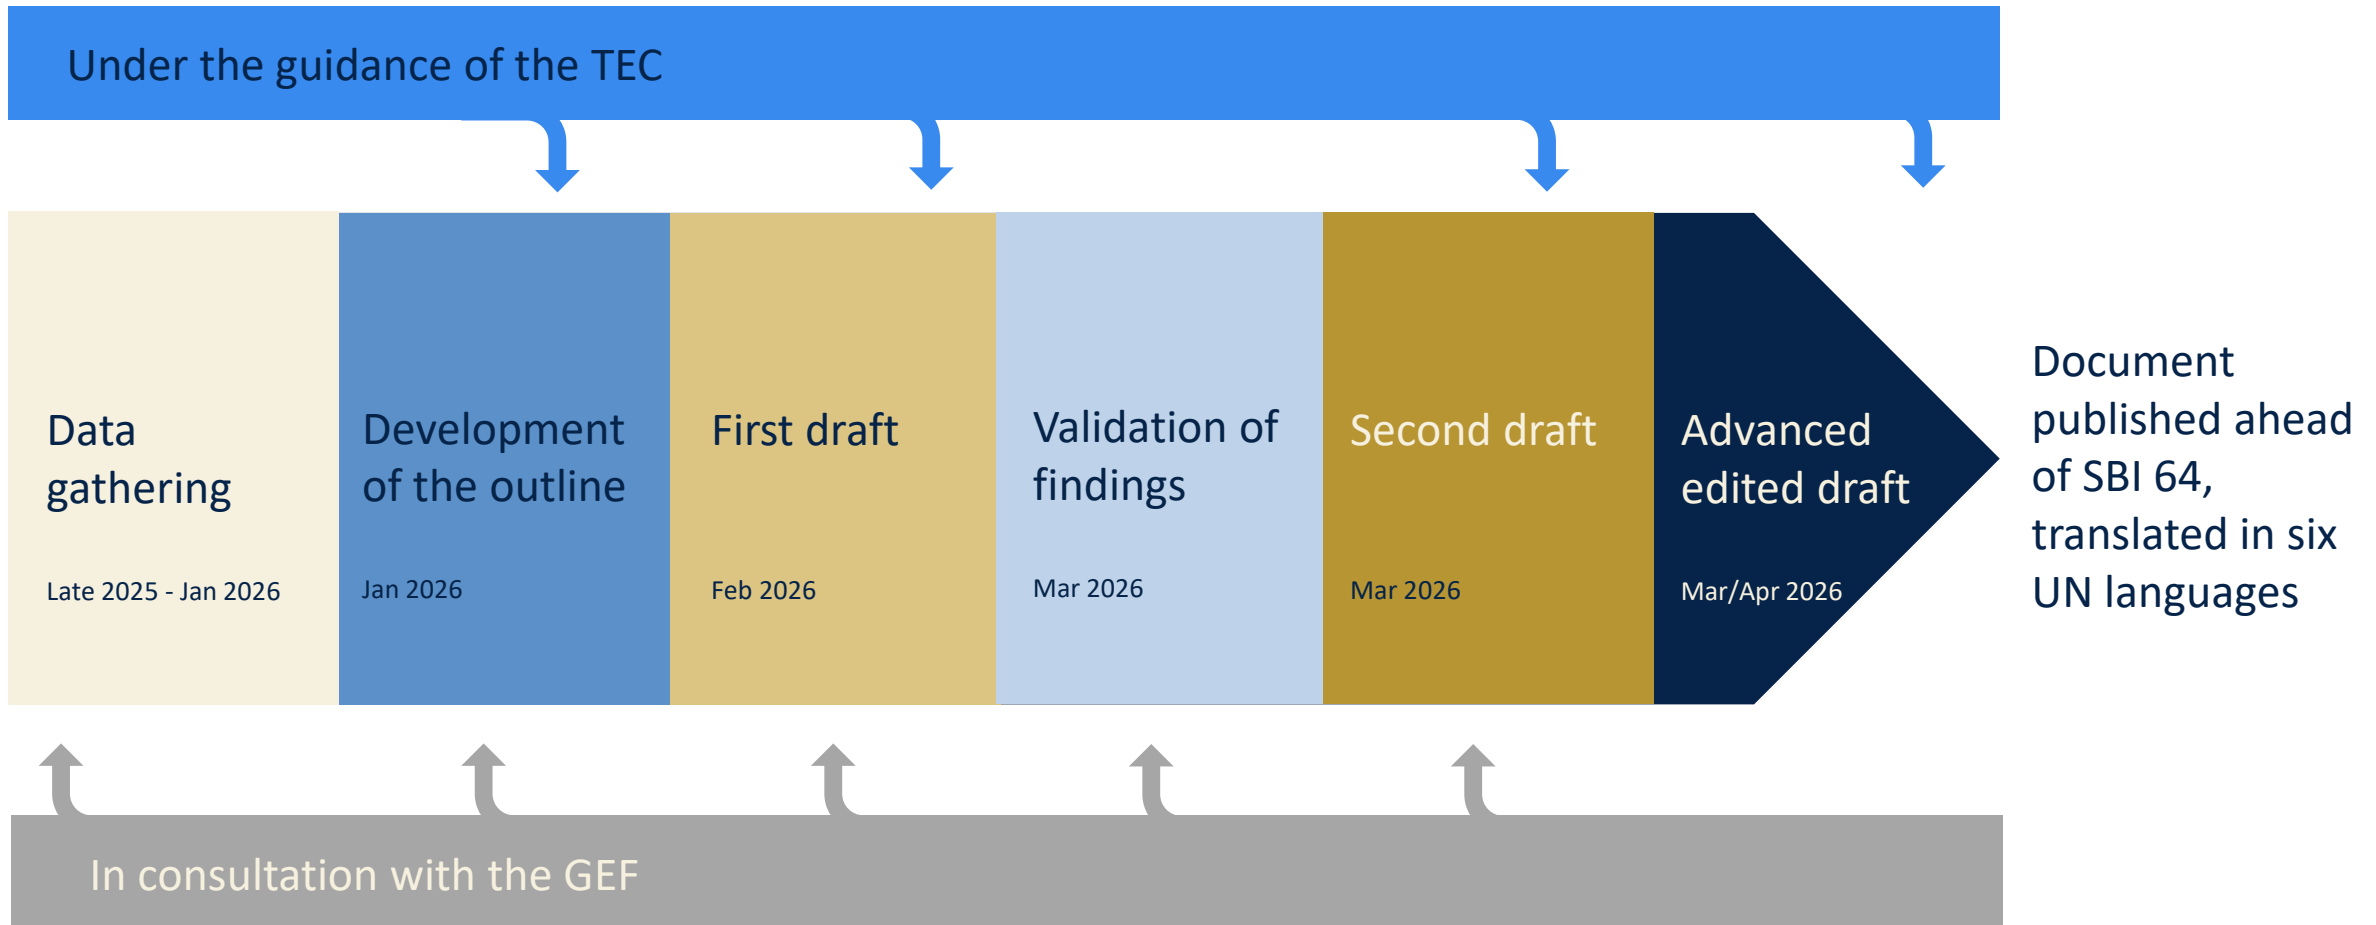 Under the guidance of the TEC
Data
gathering
Late 2025 - Jan 2026
Development
of the outline
Jan 2026
First draft
Feb 2026
Validation of
findings
Mar 2026
Second draft
Mar 2026
Advanced
edited draft
Mar/Apr 2026
Document
published ahead
of SBI 64,
translated in six
UN languages
In consultation with the GEF